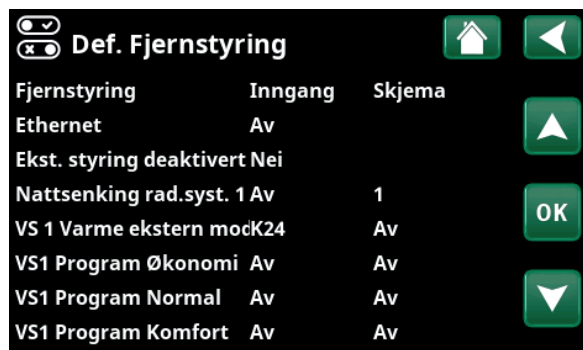 Def. Fjernstyring
Fjernstyring Inngang Skjema
Ethernet Av
Ekst. styring deaktivert Nei
Nattsenking rad.syst. 1 Av 1
OK
VS 1 Varme ekstern mod K24 Av
VS1 Program Økonomi Av Av
VS1 Program Normal Av Av
VS1 Program Komfort Av Av